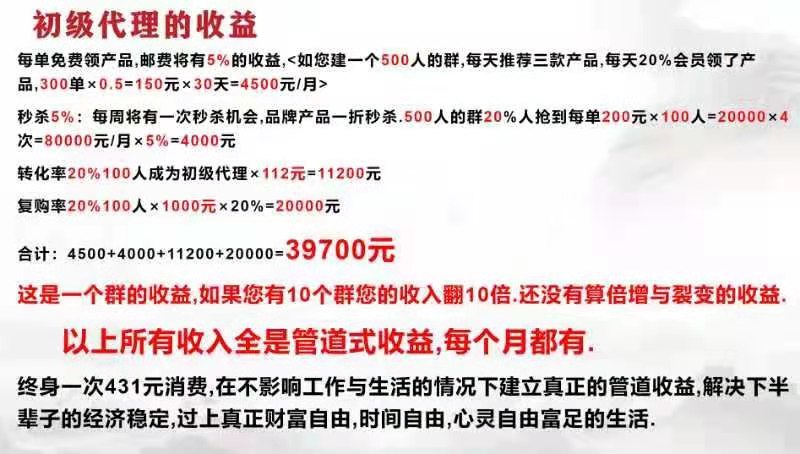 初级代理的收益
每单免费领产品,邮费将有5%的收益,<如您建一个500人的群,每天推荐三款产品,每天20%会员领了产
品,300单×0.5=150元×30天=4500元/月>
秒杀5%：每周将有一次秒杀机会,品牌产品一折秒杀.500人的群20%人抢到每单200元×100人=20000×4
次=80000元/月×5%=4000元
转化率20%100人成为初级代理×112元=11200元
复购率20%100人×1000元×20%=20000元
合计：4500+4000+11200+20000=39700元
这是一个群的收益,如果您有10个群您的收入翻10倍.还没有算倍增与裂变的收益.
以上所有收入全是管道式收益,每个月都有.
终身一次431元消费,在不影响工作与生活的情况下建立真正的管道收益,解决下半
辈子的经济稳定,过上真正财富自由,时间自由,心灵自由富足的生活.